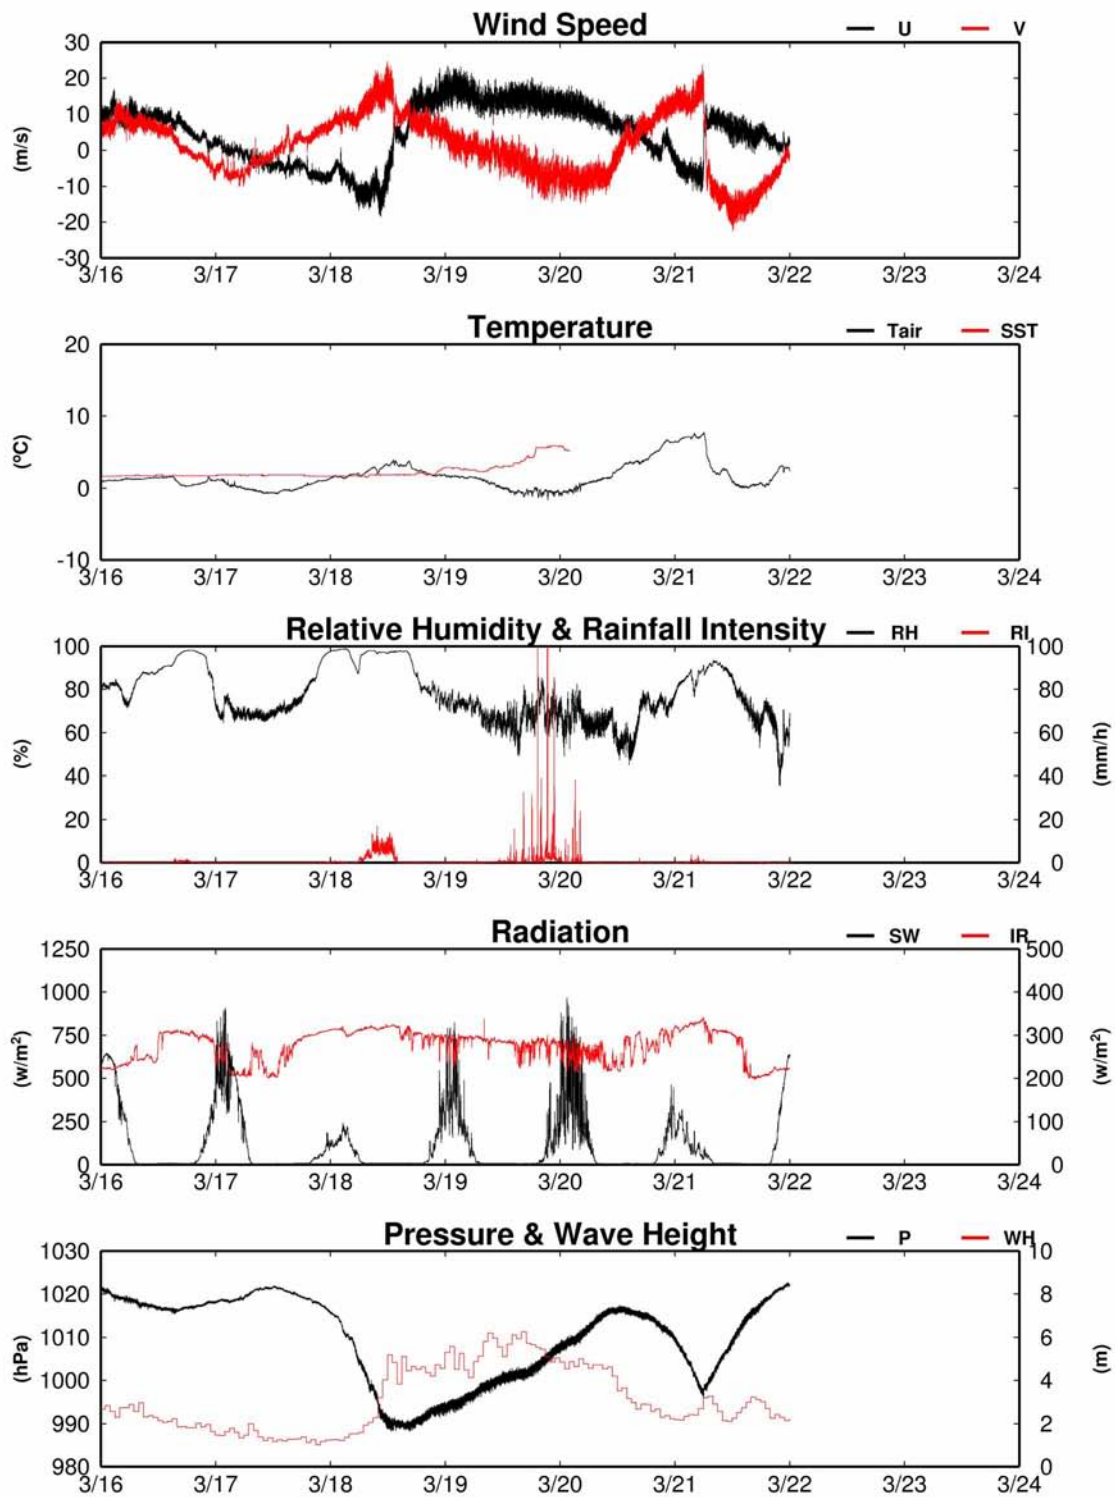 Wind Speed
U V
30
20
10
0
-10
-20
-30
(m/s)
3/16 3/17 3/18 3/19 3/20 3/21 3/22 3/23 3/24
Temperature
Tair SST
20
10
0
-10
(ºC)
3/16 3/17 3/18 3/19 3/20 3/21 3/22 3/23 3/24
Relative Humidity & Rainfall Intensity
RH RI
100 100
80 80
60 60
40 40
20 20
0 0
(%) (mm/h)
3/16 3/17 3/18 3/19 3/20 3/21 3/22 3/23 3/24
Radiation
SW IR
1250 500
1000 400
750 300
500 200
250 100
0 0
(w/m²) (w/m²)
3/16 3/17 3/18 3/19 3/20 3/21 3/22 3/23 3/24
Pressure & Wave Height
P WH
1030 10
1020 8
1010 6
1000 4
990 2
980 0
(hPa) (m)
3/16 3/17 3/18 3/19 3/20 3/21 3/22 3/23 3/24